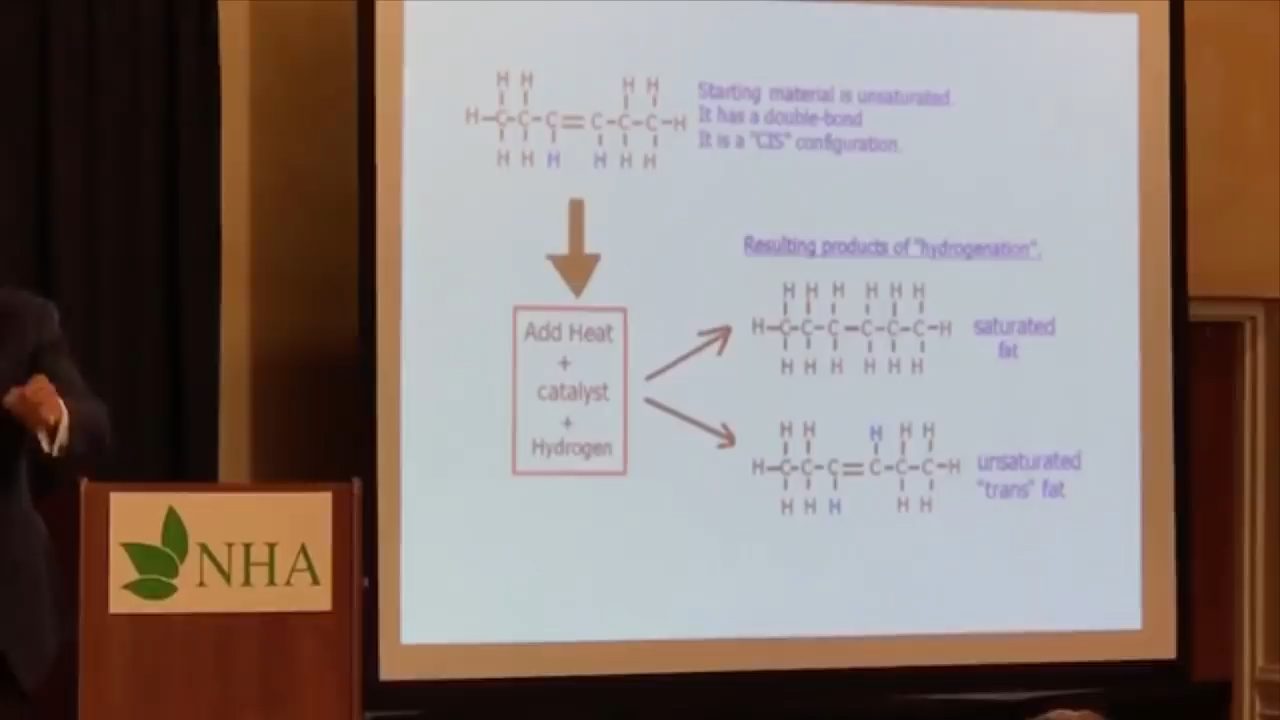 H H H H
H-C-C-C=C-C-C-H
H H H H H H
Starting material is unsaturated.
It has a double-bond
It is a "CIS" configuration.
Resulting products of "hydrogenation".
Add Heat
+
catalyst
+
Hydrogen
H H H H H H
H-C-C-C-C-C-C-H
H H H H H H
saturated
fat
H H H H H
H-C-C-C=C-C-C-H
H H H H H
unsaturated
"trans" fat
NHA